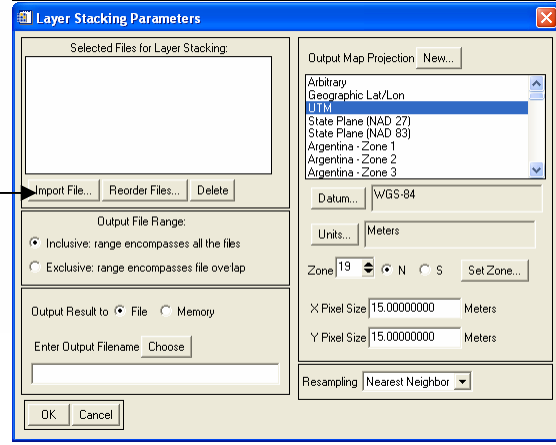 Layer Stacking Parameters
Selected Files for Layer Stacking:
Import File... Reorder Files... Delete
Output File Range:
Inclusive: range encompasses all the files
Exclusive: range encompasses file overlap
Output Result to File Memory
Enter Output Filename Choose
OK Cancel
Output Map Projection New...
Arbitrary
Geographic Lat/Lon
UTM
State Plane (NAD 27)
State Plane (NAD 83)
Argentina - Zone 1
Argentina - Zone 2
Argentina - Zone 3
Datum... WGS-84
Units... Meters
Zone 19 N S Set Zone...
X Pixel Size 15.00000000 Meters
Y Pixel Size 15.00000000 Meters
Resampling Nearest Neighbor